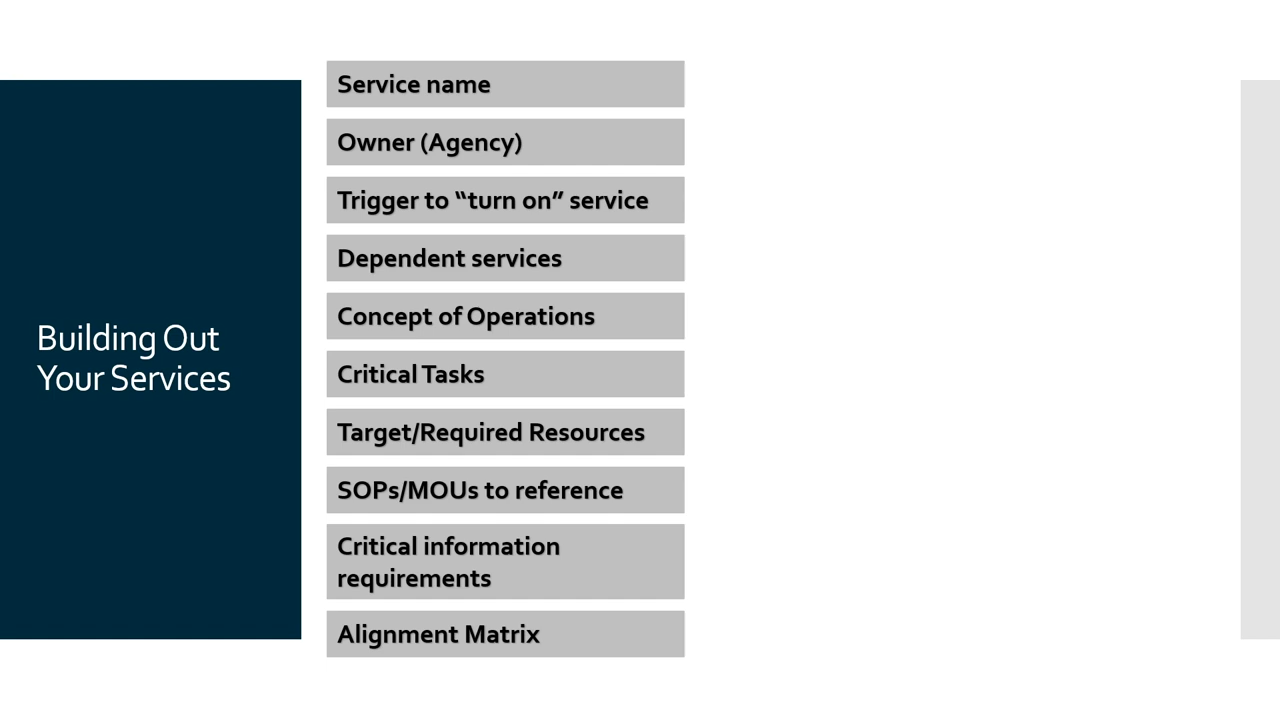 Building Out
Your Services
Service name
Owner (Agency)
Trigger to “turn on” service
Dependent services
Concept of Operations
Critical Tasks
Target/Required Resources
SOPs/MOUs to reference
Critical information
requirements
Alignment Matrix